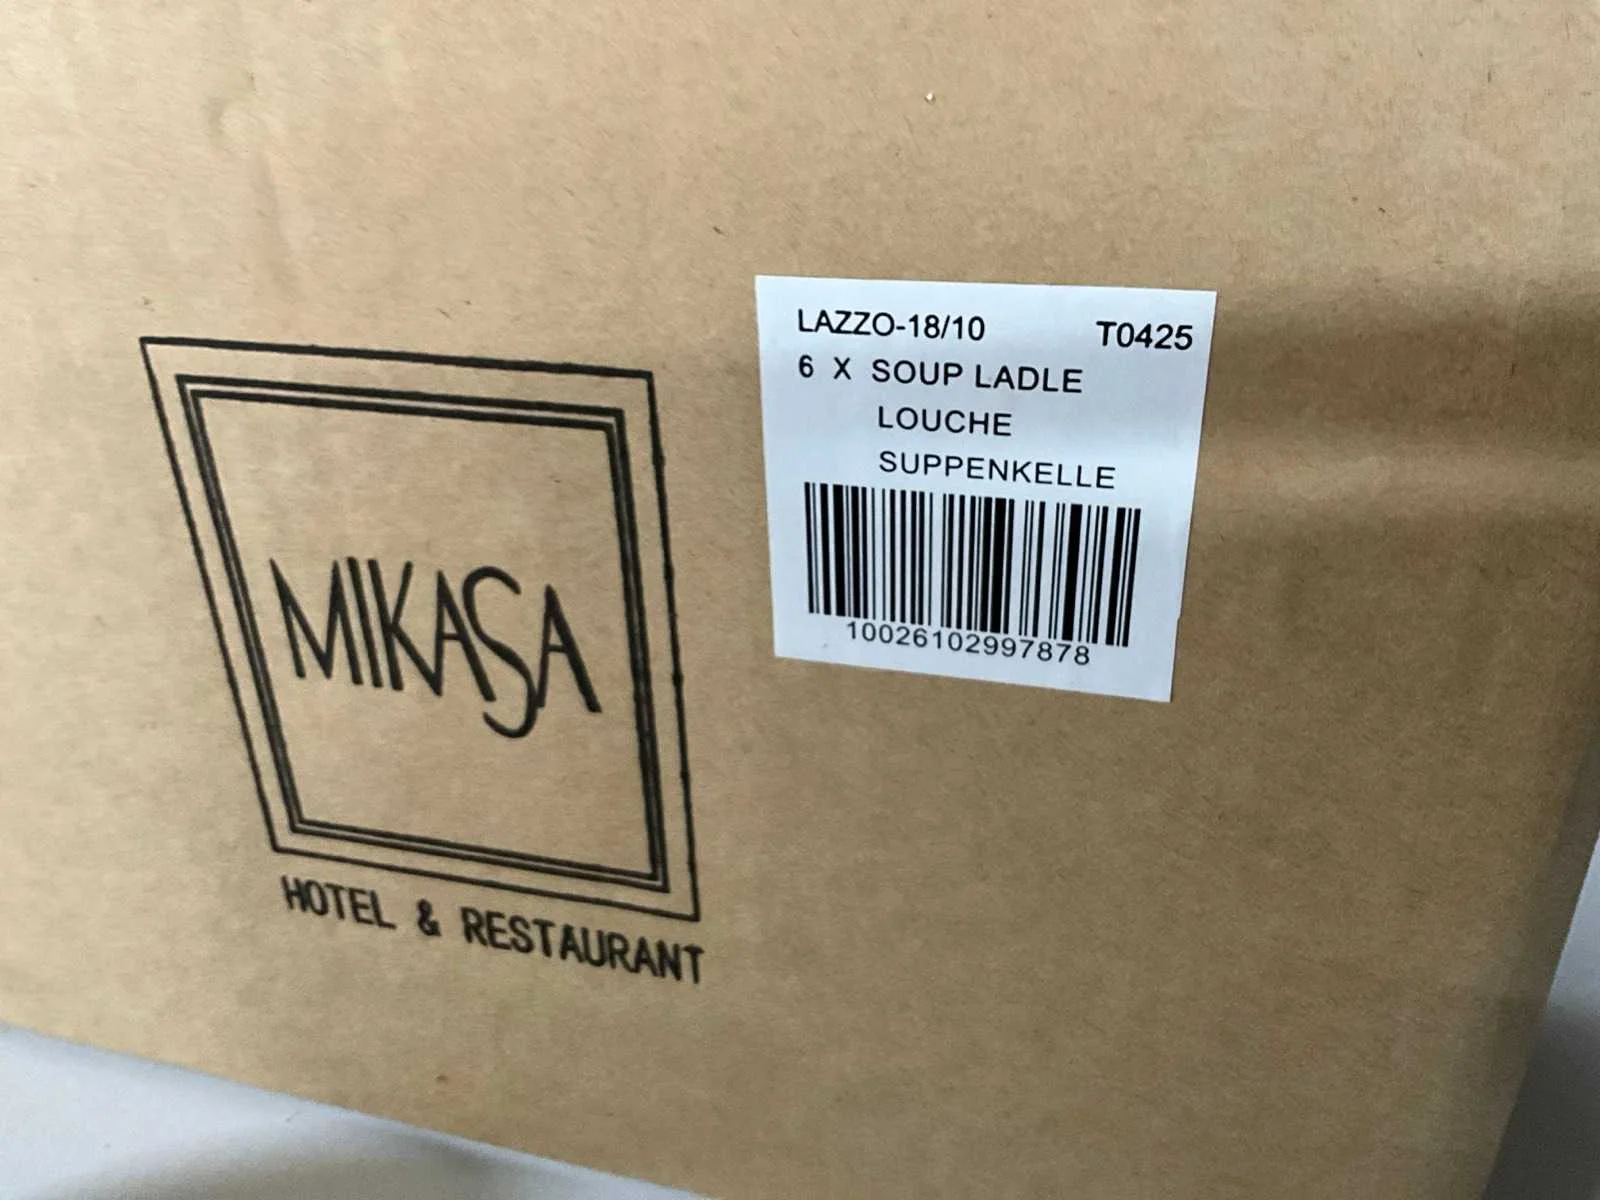 MIKASA
HOTEL & RESTAURANT
LAZZO-18/10 T0425
6 X SOUP LADLE
LOUCHE
SUPPENKELLE
10026102997878